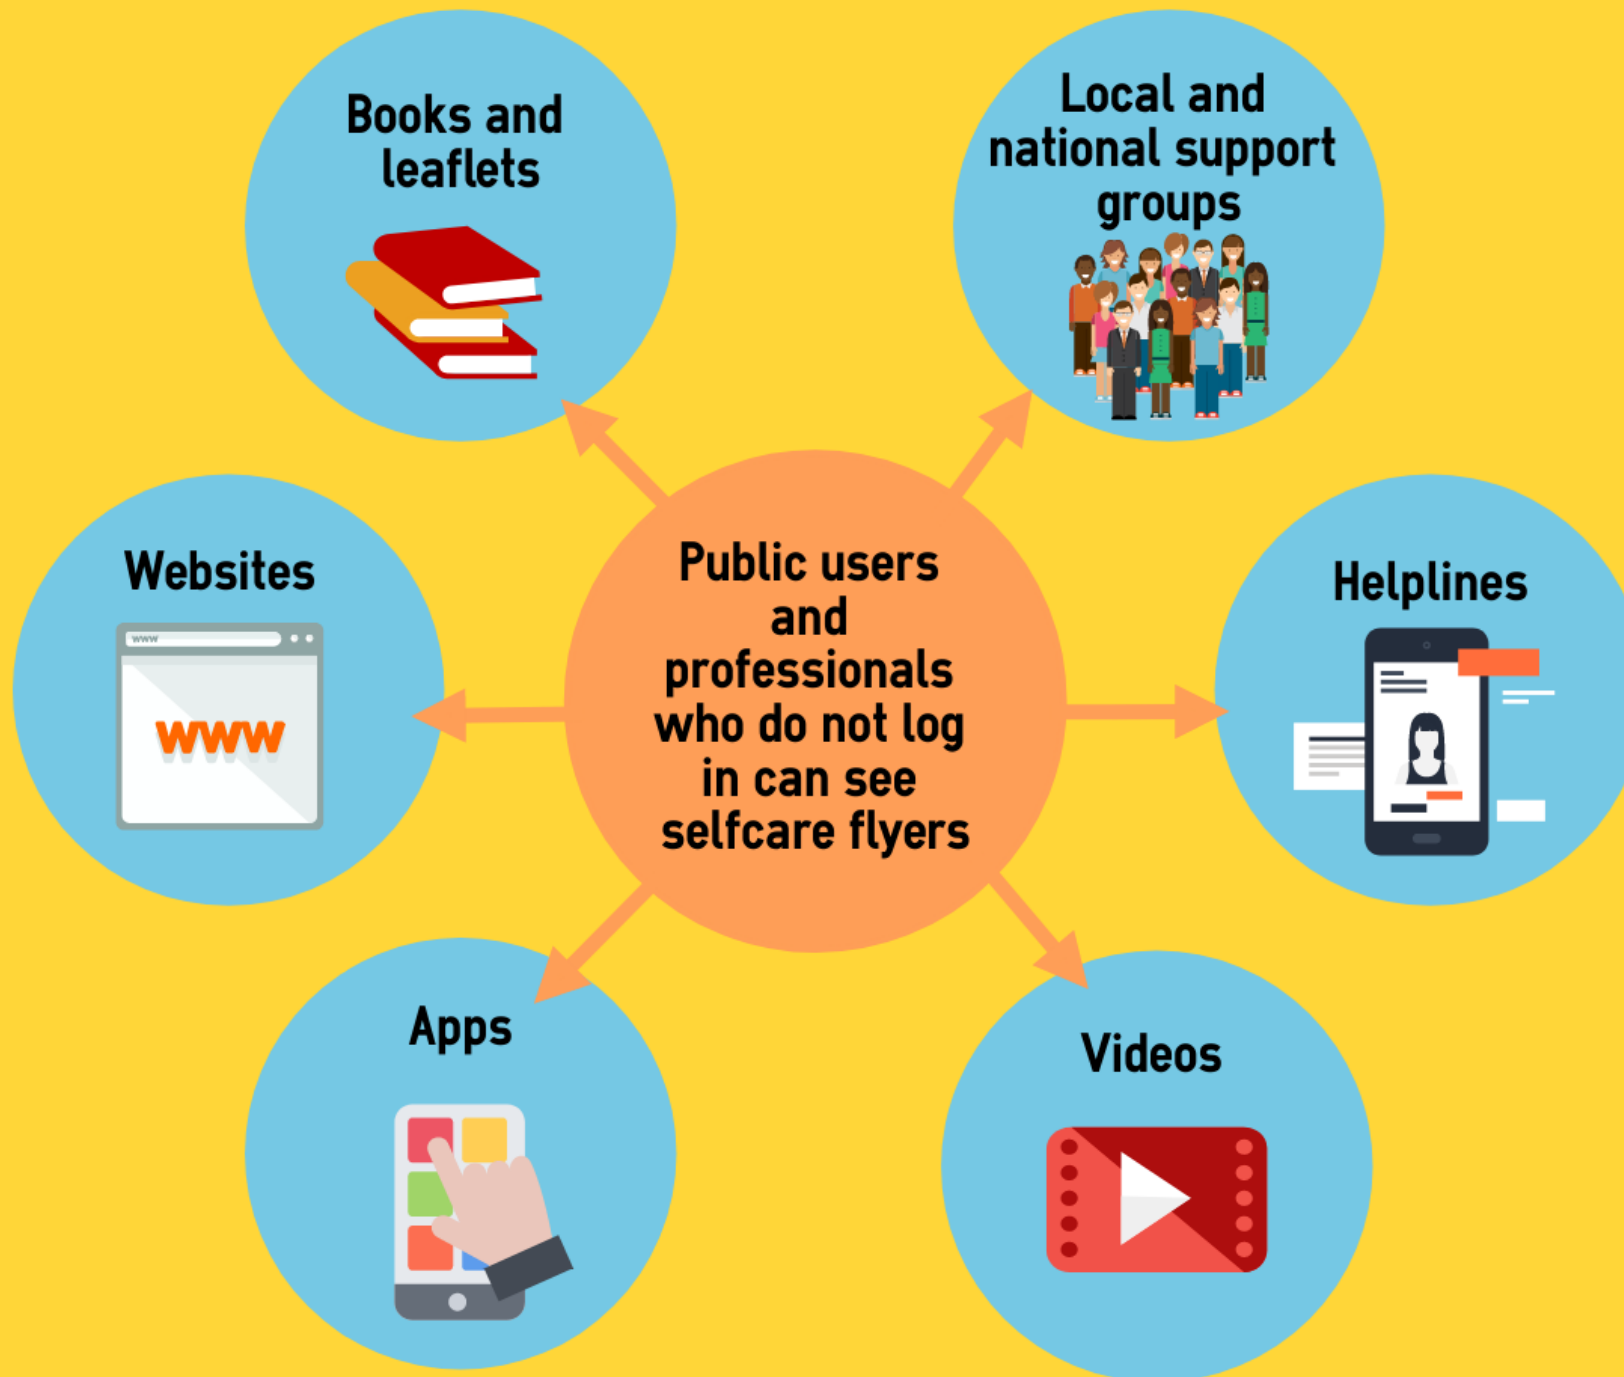 Books and
leaflets
Local and
national support
groups
Websites
www
www
Public users
and
professionals
who do not log
in can see
selfcare flyers
Helplines
Apps
Videos